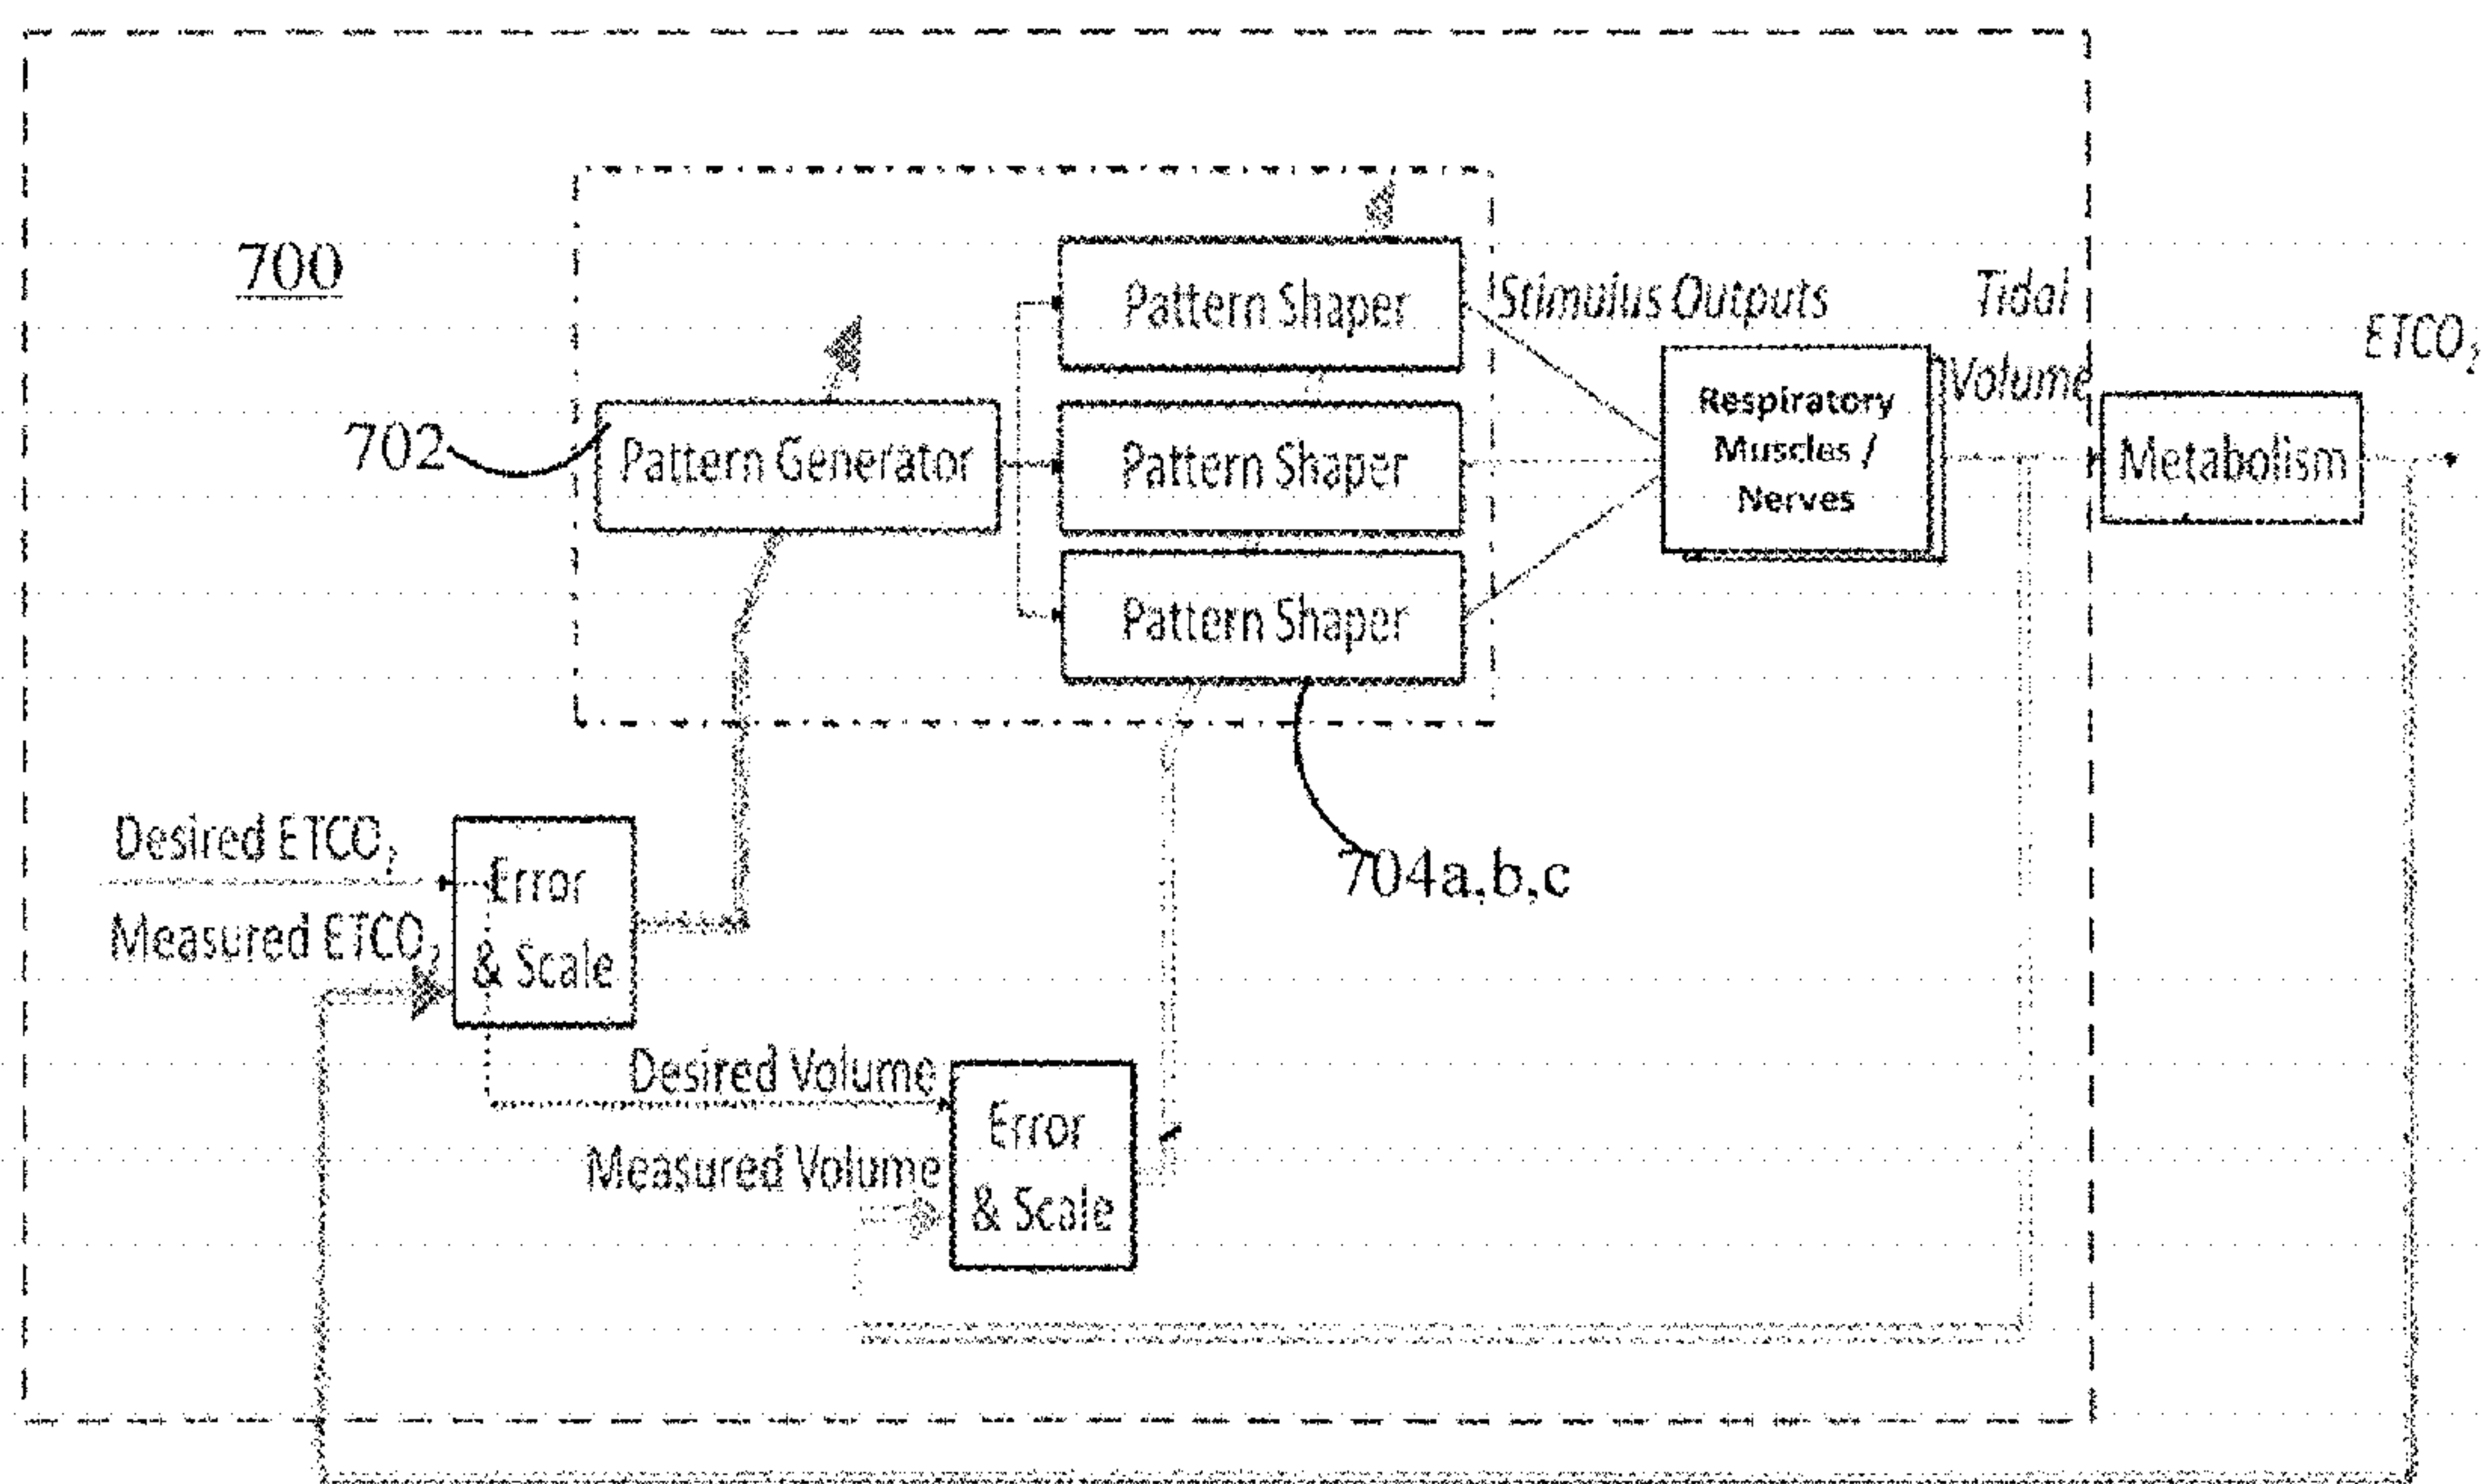 700
702
Pattern Generator
Pattern Shaper
Pattern Shaper
Pattern Shaper
704a,b,c
Stimulus Outputs
Respiratory
Muscles /
Nerves
Tidal
Volume
Metabolism
ETCO₂
Desired ETCO₂
Measured ETCO₂
Error
& Scale
Desired Volume
Measured Volume
Error
& Scale